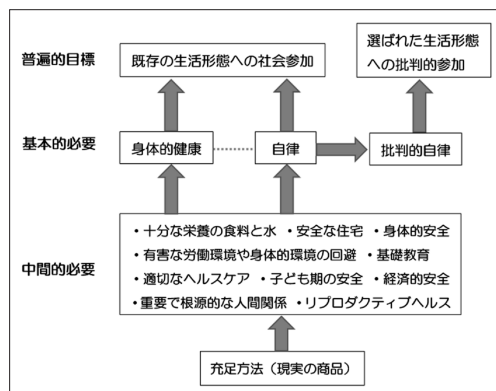 普遍的目標
既存の生活形態への社会参加
選ばれた生活形態
への批判的参加
基本的必要
身体的健康
自律
批判的自律
中間的必要
・十分な栄養の食料と水 ・安全な住宅 ・身体的安全
・有害な労働環境や身体的環境の回避 ・基礎教育
・適切なヘルスケア ・子ども期の安全 ・経済的安全
・重要で根源的な人間関係 ・リプロダクティブヘルス
充足方法（現実の商品）